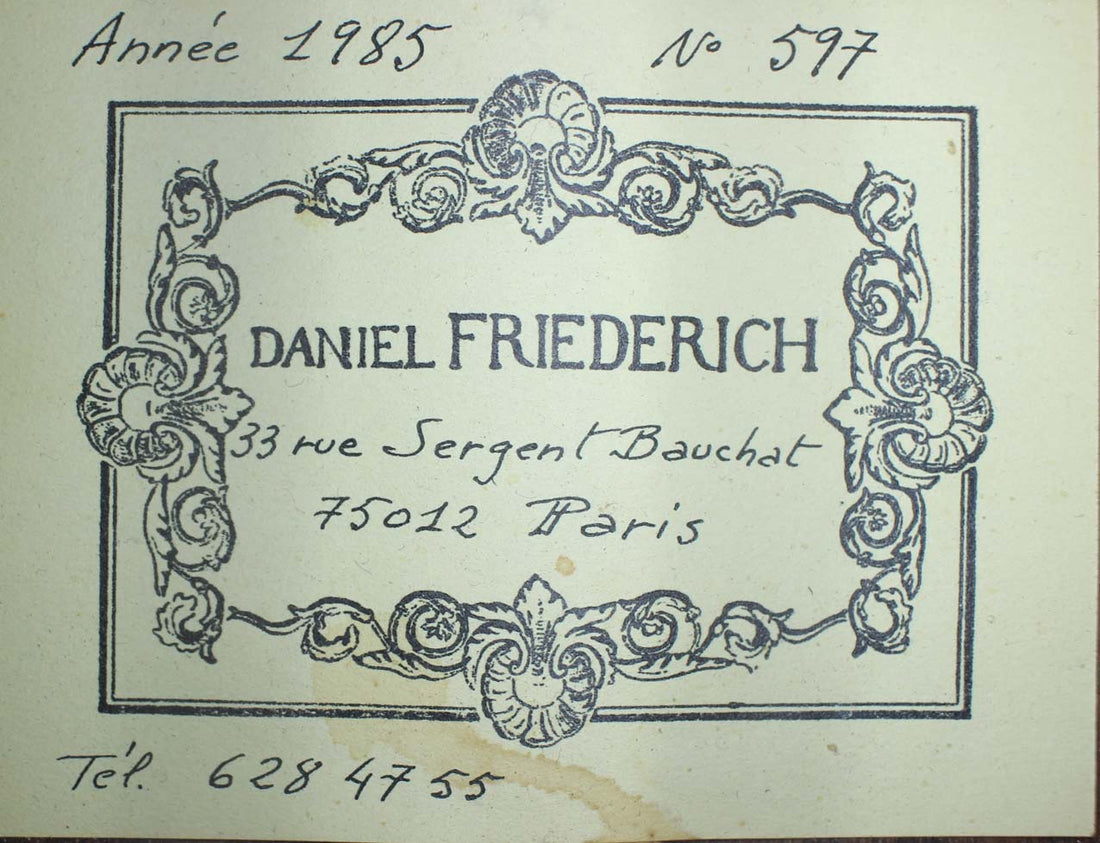 Année 1985 No 597
DANIEL FRIEDERICH
33 rue Sergent Bauchat
75012 Paris
Tél. 628 47 55